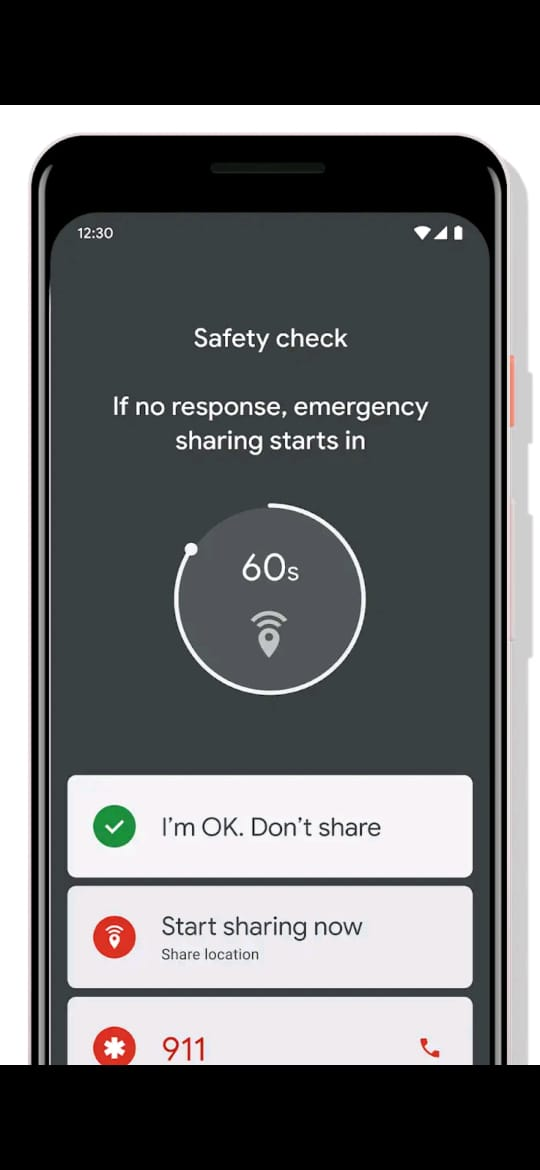 12:30
Safety check
If no response, emergency
sharing starts in
60s
I'm OK. Don't share
Start sharing now
Share location
911